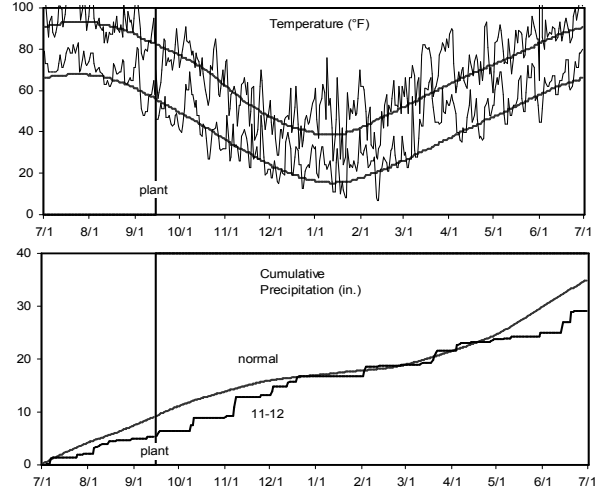 Temperature (°F)
100
80
60
40
20
0
plant
7/1 8/1 9/1 10/1 11/1 12/1 1/1 2/1 3/1 4/1 5/1 6/1 7/1
Cumulative
Precipitation (in.)
40
30
20
10
0
normal
11-12
plant
7/1 8/1 9/1 10/1 11/1 12/1 1/1 2/1 3/1 4/1 5/1 6/1 7/1